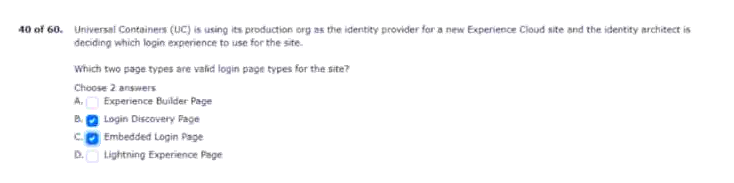 40 of 60. Universal Containers (UC) is using its production org as the identity provider for a new Experience Cloud site and the identity architect is
deciding which login experience to use for the site.
Which two page types are valid login page types for the site?
Choose 2 answers
A. Experience Builder Page
B. Login Discovery Page
C. Embedded Login Page
D. Lightning Experience Page